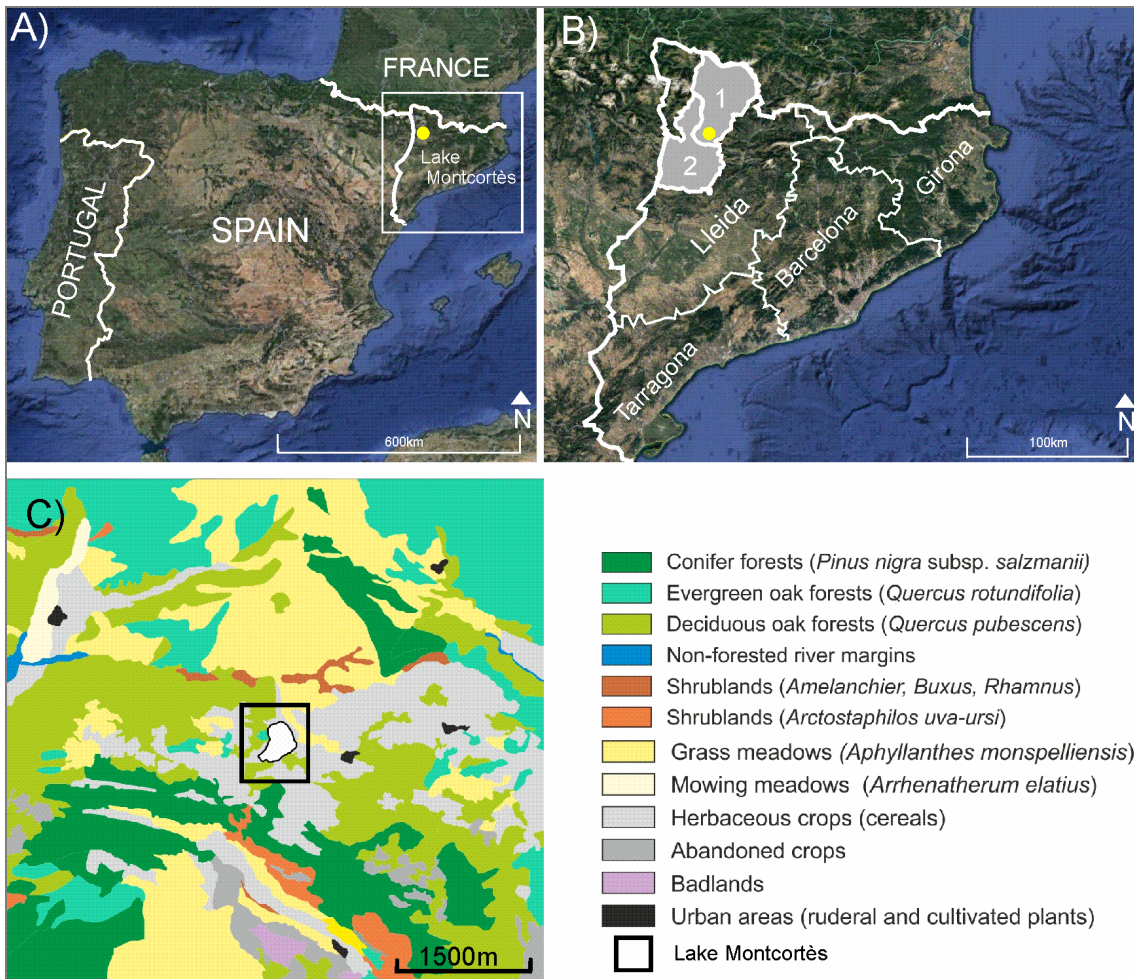 A)
FRANCE
Lake
Montcortès
PORTUGAL
SPAIN
N
600km
B)
1
2
Lleida
Barcelona
Girona
Tarragona
N
100km
C)
1500m
Conifer forests (Pinus nigra subsp. salzmanii)
Evergreen oak forests (Quercus rotundifolia)
Deciduous oak forests (Quercus pubescens)
Non-forested river margins
Shrublands (Amelanchier, Buxus, Rhamnus)
Shrublands (Arctostaphilos uva-ursi)
Grass meadows (Aphyllanthes monspelliensis)
Mowing meadows (Arrhenatherum elatius)
Herbaceous crops (cereals)
Abandoned crops
Badlands
Urban areas (ruderal and cultivated plants)
Lake Montcortès